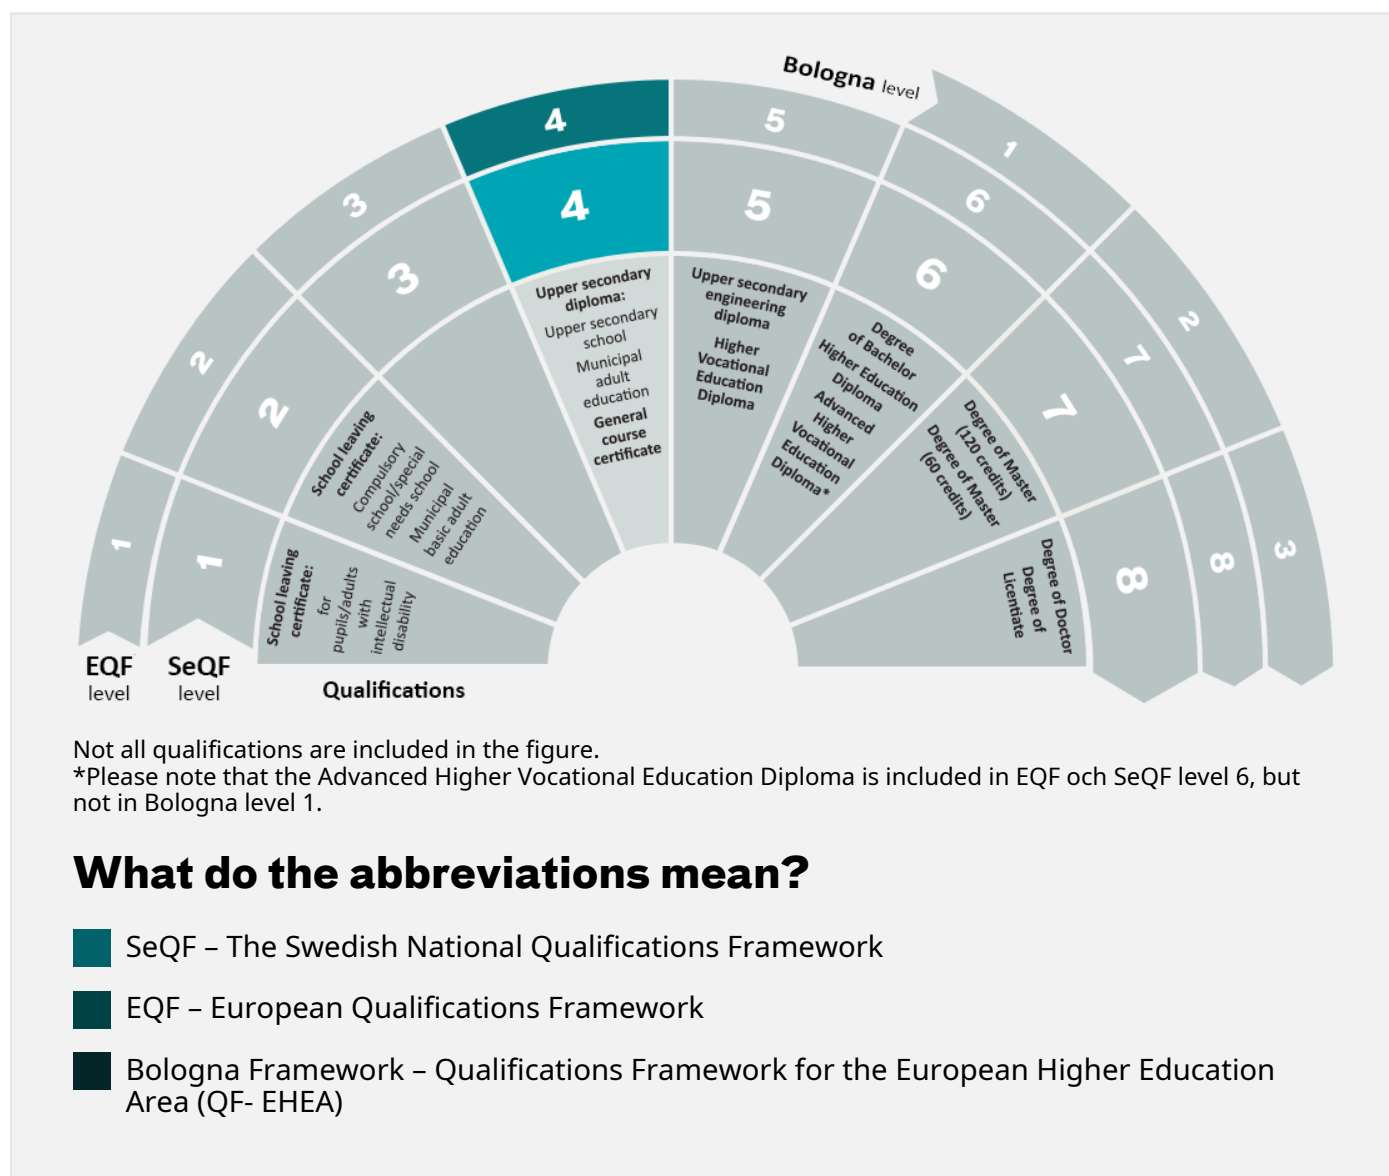 Bologna level
1
2
3
1
2
3
4
5
6
7
8
1
2
3
4
5
6
7
8
School leaving
certificate:
for
pupils/adults
with
intellectual
disability
School leaving
certificate:
Compulsory
school/special
needs school
Municipal
basic adult
education
Upper secondary
diploma:
Upper secondary
school
Municipal
adult
education
General
course
certificate
Upper secondary
engineering
diploma
Higher
Vocational
Education
Diploma
Degree
of Bachelor
Higher Education
Diploma
Advanced
Higher
Vocational
Education
Diploma*
Degree of Master
(120 credits)
Degree of Master
(60 credits)
Degree of Doctor
Degree of
Licentiate
EQF
level
SeQF
level
Qualifications
Not all qualifications are included in the figure.
*Please note that the Advanced Higher Vocational Education Diploma is included in EQF och SeQF level 6, but
not in Bologna level 1.
What do the abbreviations mean?
SeQF – The Swedish National Qualifications Framework
EQF – European Qualifications Framework
Bologna Framework – Qualifications Framework for the European Higher Education
Area (QF- EHEA)